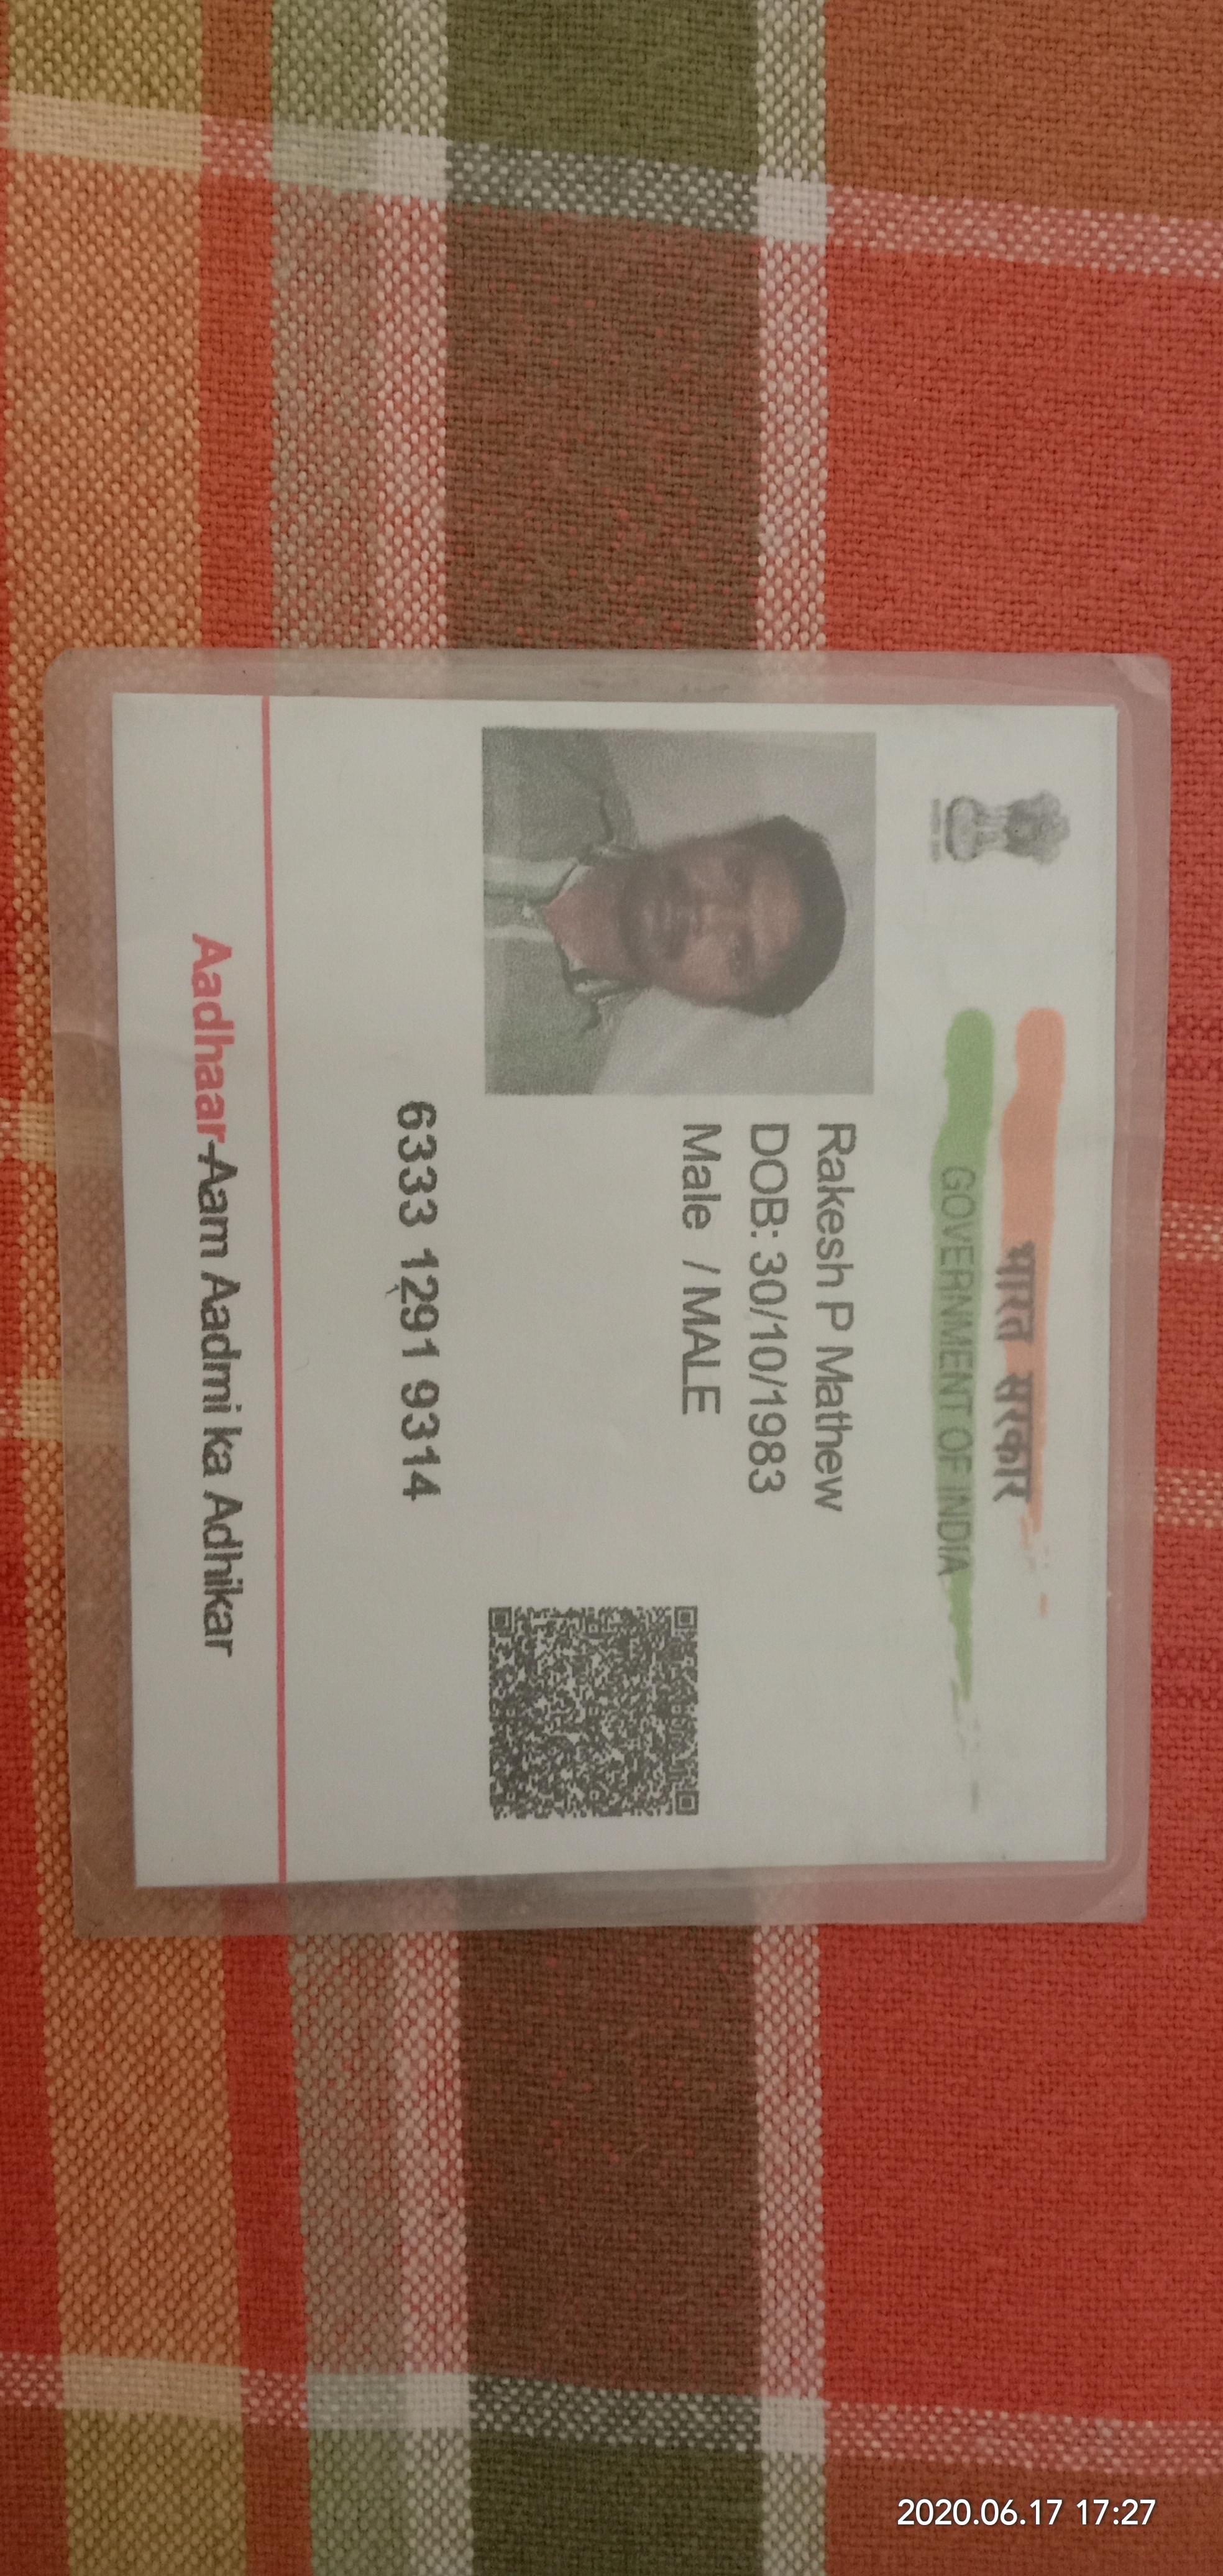 भारत सरकार
GOVERNMENT OF INDIA
Rakesh P Mathew
DOB: 30/10/1983
Male / MALE
6333 1291 9314
Aadhaar-Aam Aadmi ka Adhikar
2020.06.17 17:27